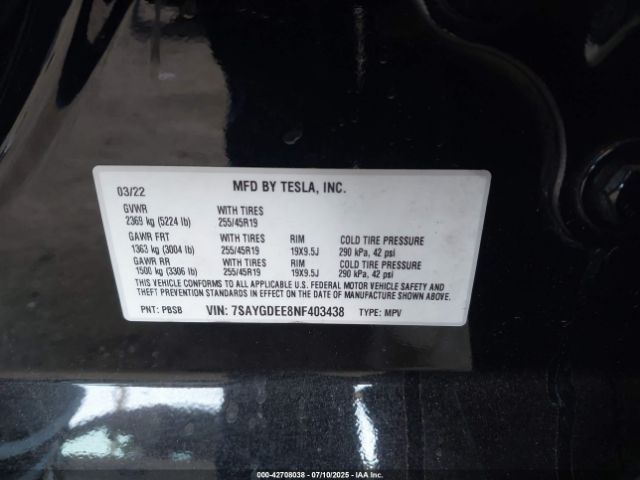 03/22 MFD BY TESLA, INC.
GVWR WITH TIRES
2369 kg (5224 lb) 255/45R19
GAWR FRT WITH TIRES RIM COLD TIRE PRESSURE
1363 kg (3004 lb) 255/45R19 19X9.5J 290 kPa, 42 psi
GAWR RR WITH TIRES RIM COLD TIRE PRESSURE
1500 kg (3306 lb) 255/45R19 19X9.5J 290 kPa, 42 psi
THIS VEHICLE CONFORMS TO ALL APPLICABLE U.S. FEDERAL MOTOR VEHICLE SAFETY AND
THEFT PREVENTION STANDARDS IN EFFECT ON THE DATE OF MANUFACTURE SHOWN ABOVE.
PNT: PBSB VIN: 7SAYGDEE8NF403438 TYPE: MPV
000-42708038 - 07/10/2025 - IAA Inc.